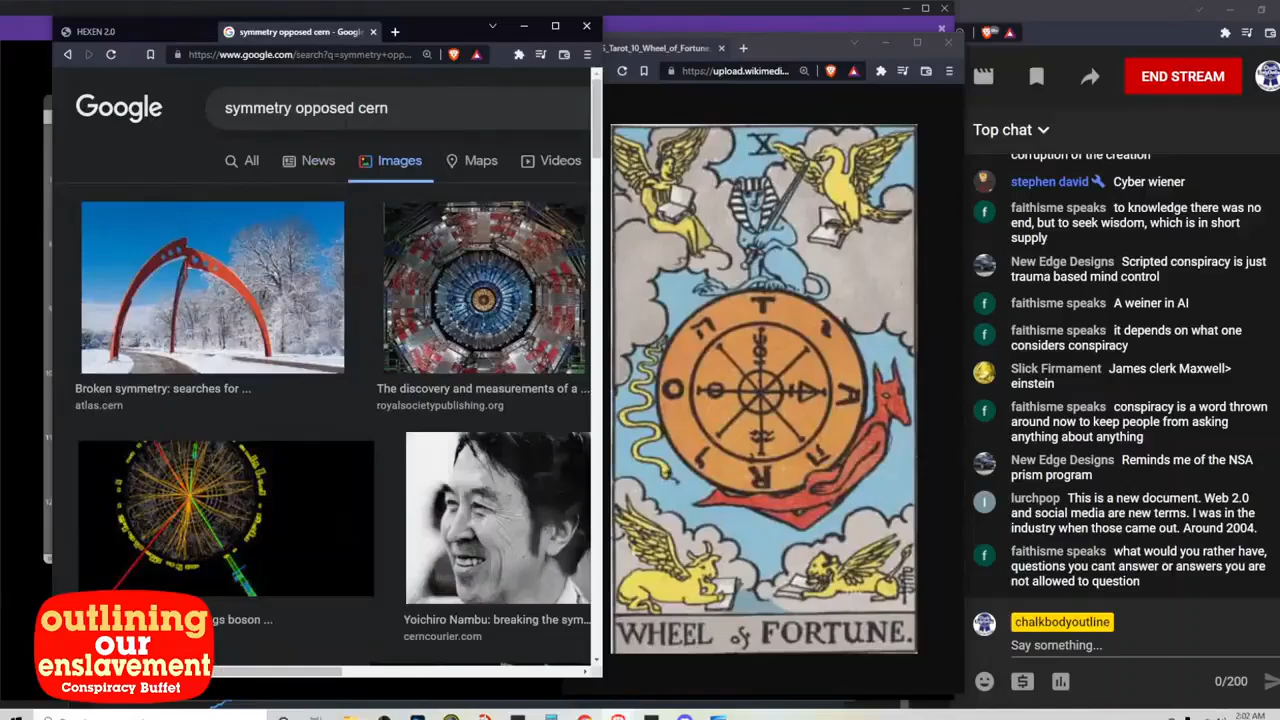 HEXEN 2.0
symmetry opposed cern - Google
https://www.google.com/search?q=symmetry+opp...
Google
symmetry opposed cern
All
News
Images
Maps
Videos
Broken symmetry: searches for ...
atlas.cern
The discovery and measurements of a ...
royalsocietypublishing.org
gs boson ...
Yoichiro Nambu: breaking the sym...
cerncourier.com
outlining
our
enslavement
Conspiracy Buffet
S_Tarot_10_Wheel_of_Fortune.
https://upload.wikimedi...
X
T
A
R
O
WHEEL of FORTUNE.
END STREAM
Top chat
corruption of the creation
stephen david Cyber wiener
f
faithisme speaks to knowledge there was no
end, but to seek wisdom, which is in short
supply
New Edge Designs Scripted conspiracy is just
trauma based mind control
f
faithisme speaks A weiner in AI
f
faithisme speaks it depends on what one
considers conspiracy
Slick Firmament James clerk Maxwell>
einstein
f
faithisme speaks conspiracy is a word thrown
around now to keep people from asking
anything about anything
New Edge Designs Reminds me of the NSA
prism program
l
lurchpop This is a new document. Web 2.0
and social media are new terms. I was in the
industry when those came out. Around 2004.
f
faithisme speaks what would you rather have,
questions you cant answer or answers you are
not allowed to question
chalkbodyoutline
Say something...
0/200
2:02 AM